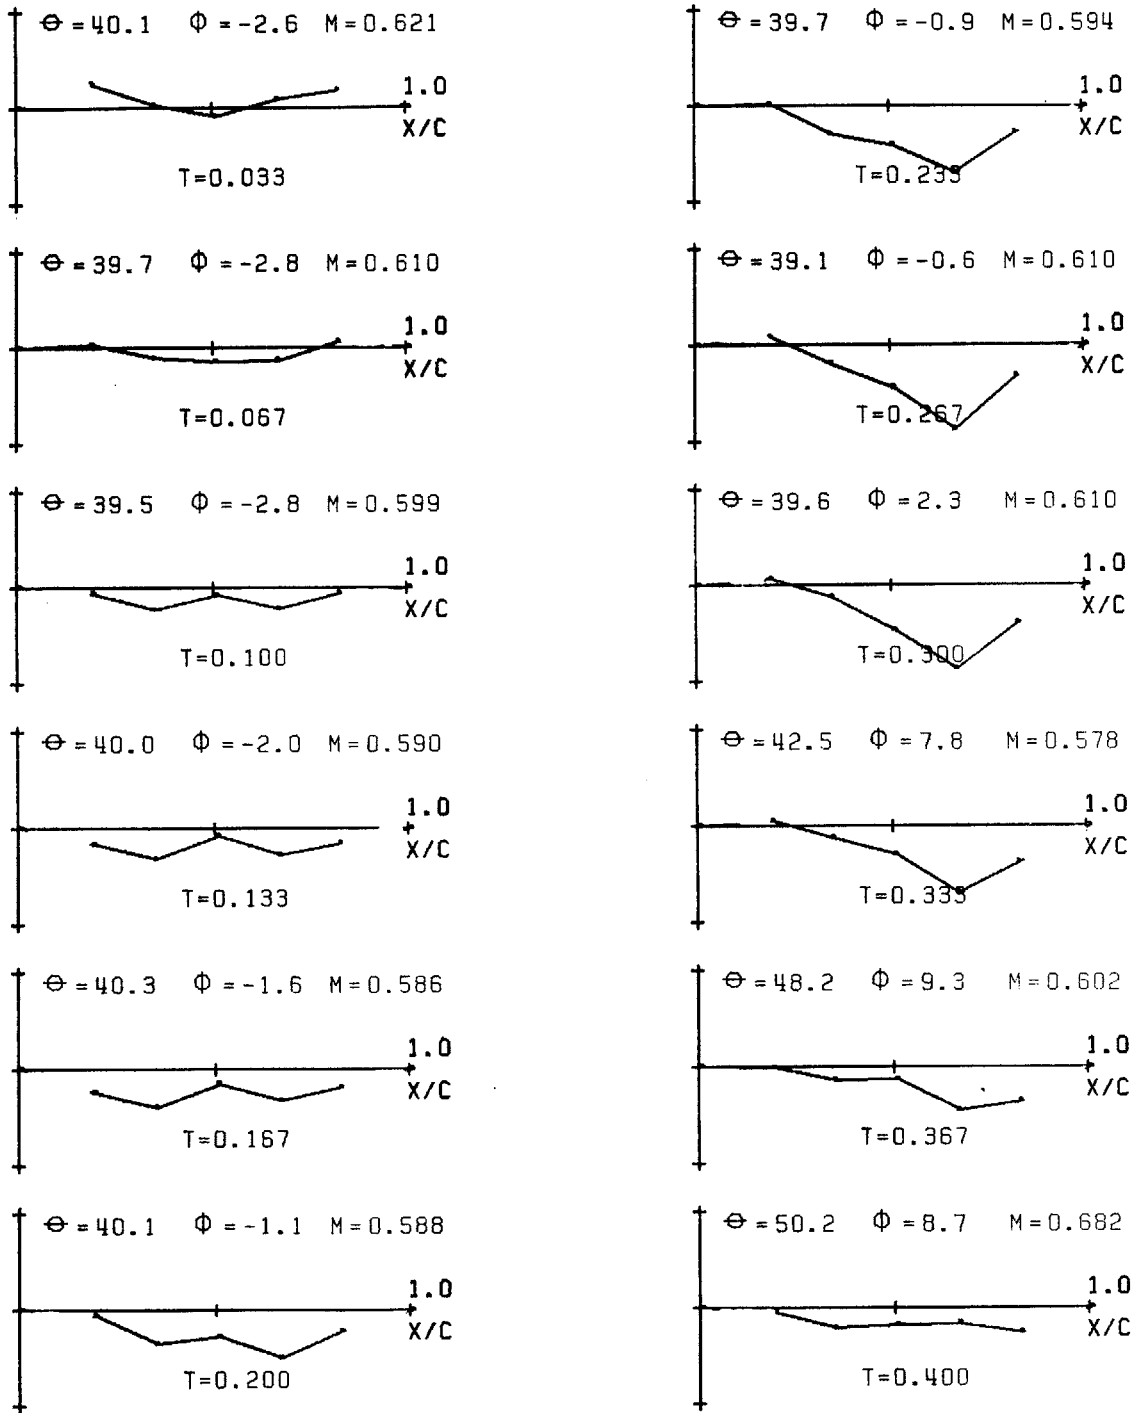 Θ=40.1 Φ=-2.6 M=0.621
1.0
X/C
T=0.033
Θ=39.7 Φ=-2.8 M=0.610
1.0
X/C
T=0.067
Θ=39.5 Φ=-2.8 M=0.599
1.0
X/C
T=0.100
Θ=40.0 Φ=-2.0 M=0.590
1.0
X/C
T=0.133
Θ=40.3 Φ=-1.6 M=0.586
1.0
X/C
T=0.167
Θ=40.1 Φ=-1.1 M=0.588
1.0
X/C
T=0.200
Θ=39.7 Φ=-0.9 M=0.594
1.0
X/C
T=0.233
Θ=39.1 Φ=-0.6 M=0.610
1.0
X/C
T=0.267
Θ=39.6 Φ=2.3 M=0.610
1.0
X/C
T=0.300
Θ=42.5 Φ=7.8 M=0.578
1.0
X/C
T=0.333
Θ=48.2 Φ=9.3 M=0.602
1.0
X/C
T=0.367
Θ=50.2 Φ=8.7 M=0.682
1.0
X/C
T=0.400